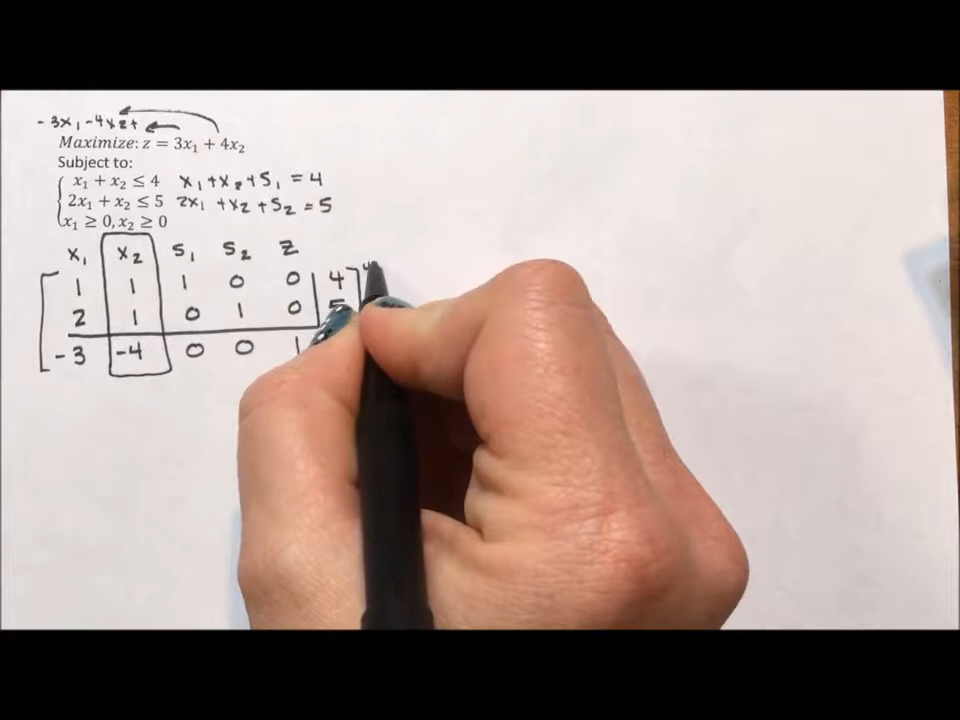 -3x₁-4x₂+
Maximize: z = 3x₁ + 4x₂
Subject to:
x₁ + x₂ ≤ 4 x₁+x₂+S₁ = 4
2x₁ + x₂ ≤ 5 2x₁ +x₂ +S₂ = 5
x₁ ≥ 0, x₂ ≥ 0
x₁ x₂ S₁ S₂ z
1 1 1 0 0 4 4
2 1 0 1 0 5
-3 -4 0 0 1